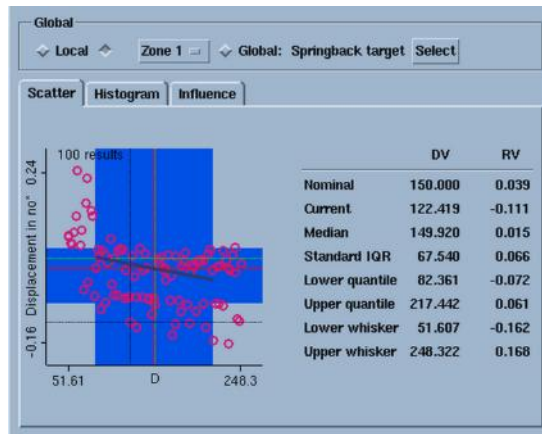 Global
Local Zone 1 Global: Springback target Select
Scatter Histogram Influence
100 results
Displacement in no"
0.24
-0.16
51.61 D 248.3
DV RV
Nominal 150.000 0.039
Current 122.419 -0.111
Median 149.920 0.015
Standard IQR 67.540 0.066
Lower quantile 82.361 -0.072
Upper quantile 217.442 0.061
Lower whisker 51.607 -0.162
Upper whisker 248.322 0.168